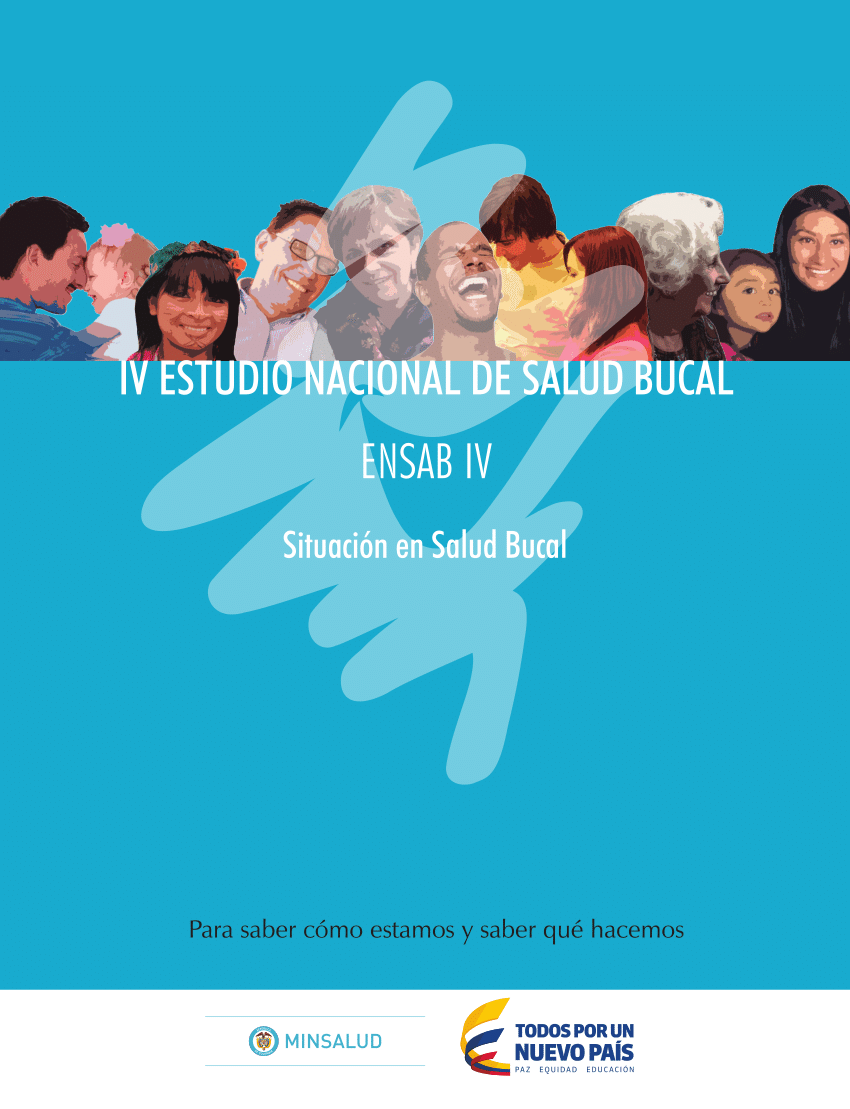 IV ESTUDIO NACIONAL DE SALUD BUCAL
ENSAB IV
Situación en Salud Bucal
Para saber cómo estamos y saber qué hacemos
MINSALUD
TODOS POR UN
NUEVO PAÍS
PAZ EQUIDAD EDUCACIÓN